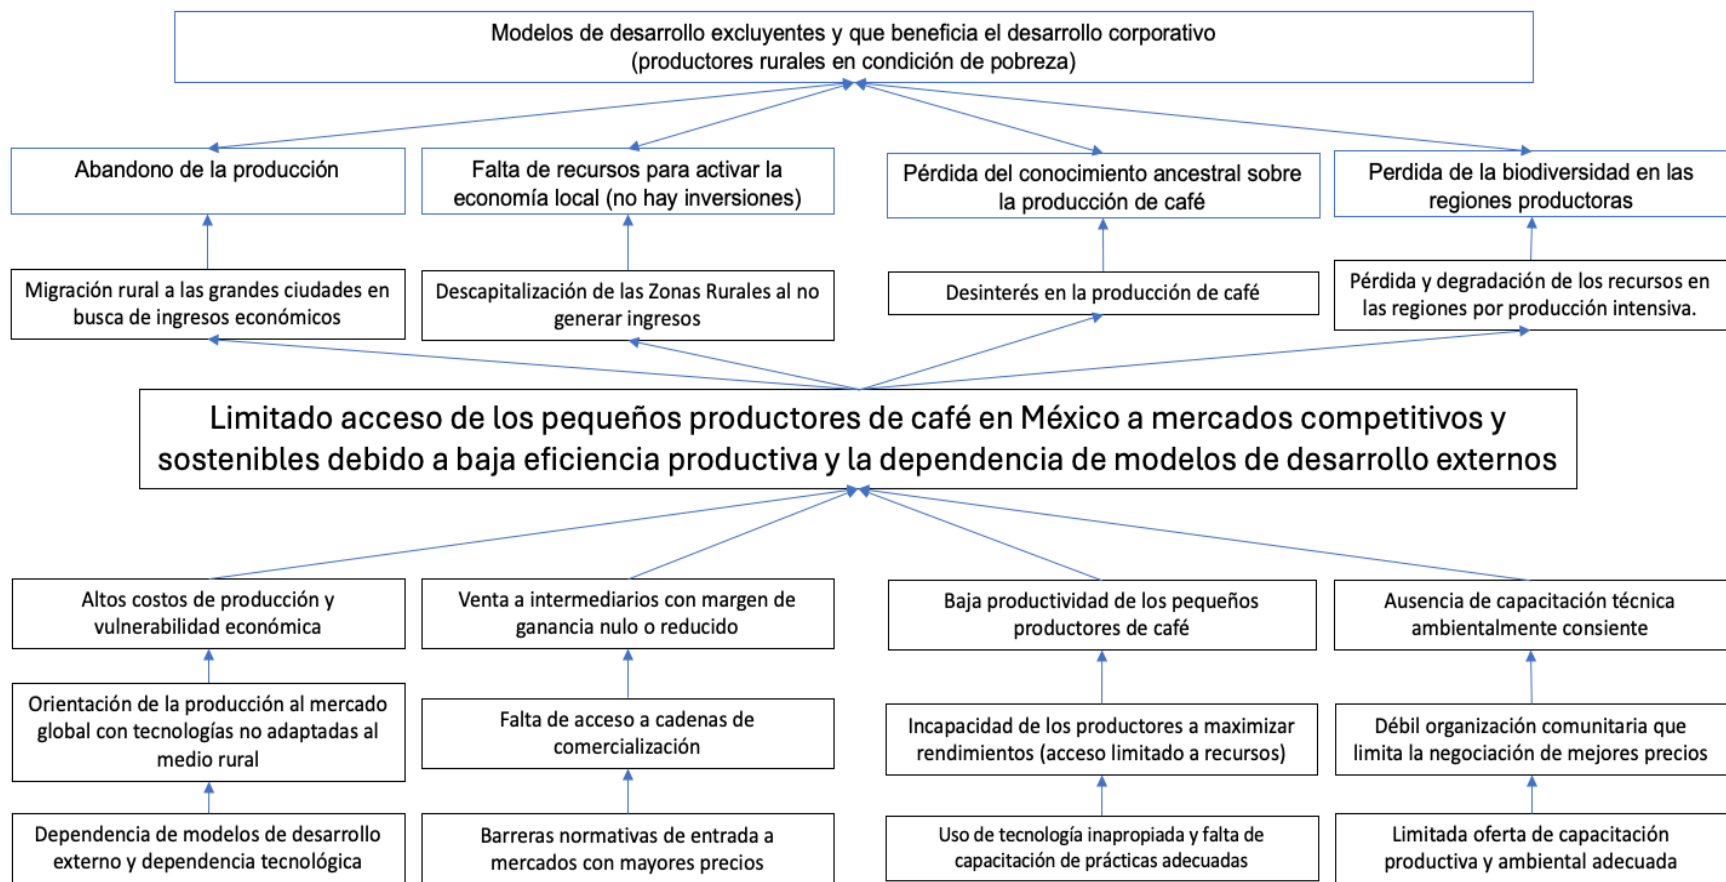 Modelos de desarrollo excluyentes y que beneficia el desarrollo corporativo
(productores rurales en condición de pobreza)
Abandono de la producción
Falta de recursos para activar la
economía local (no hay inversiones)
Pérdida del conocimiento ancestral sobre
la producción de café
Perdida de la biodiversidad en las
regiones productoras
Migración rural a las grandes ciudades en
busca de ingresos económicos
Descapitalización de las Zonas Rurales al no
generar ingresos
Desinterés en la producción de café
Pérdida y degradación de los recursos en
las regiones por producción intensiva.
Limitado acceso de los pequeños productores de café en México a mercados competitivos y
sostenibles debido a baja eficiencia productiva y la dependencia de modelos de desarrollo externos
Altos costos de producción y
vulnerabilidad económica
Venta a intermediarios con margen de
ganancia nulo o reducido
Baja productividad de los pequeños
productores de café
Ausencia de capacitación técnica
ambientalmente consiente
Orientación de la producción al mercado
global con tecnologías no adaptadas al
medio rural
Falta de acceso a cadenas de
comercialización
Incapacidad de los productores a maximizar
rendimientos (acceso limitado a recursos)
Débil organización comunitaria que
limita la negociación de mejores precios
Dependencia de modelos de desarrollo
externo y dependencia tecnológica
Barreras normativas de entrada a
mercados con mayores precios
Uso de tecnología inapropiada y falta de
capacitación de prácticas adecuadas
Limitada oferta de capacitación
productiva y ambiental adecuada